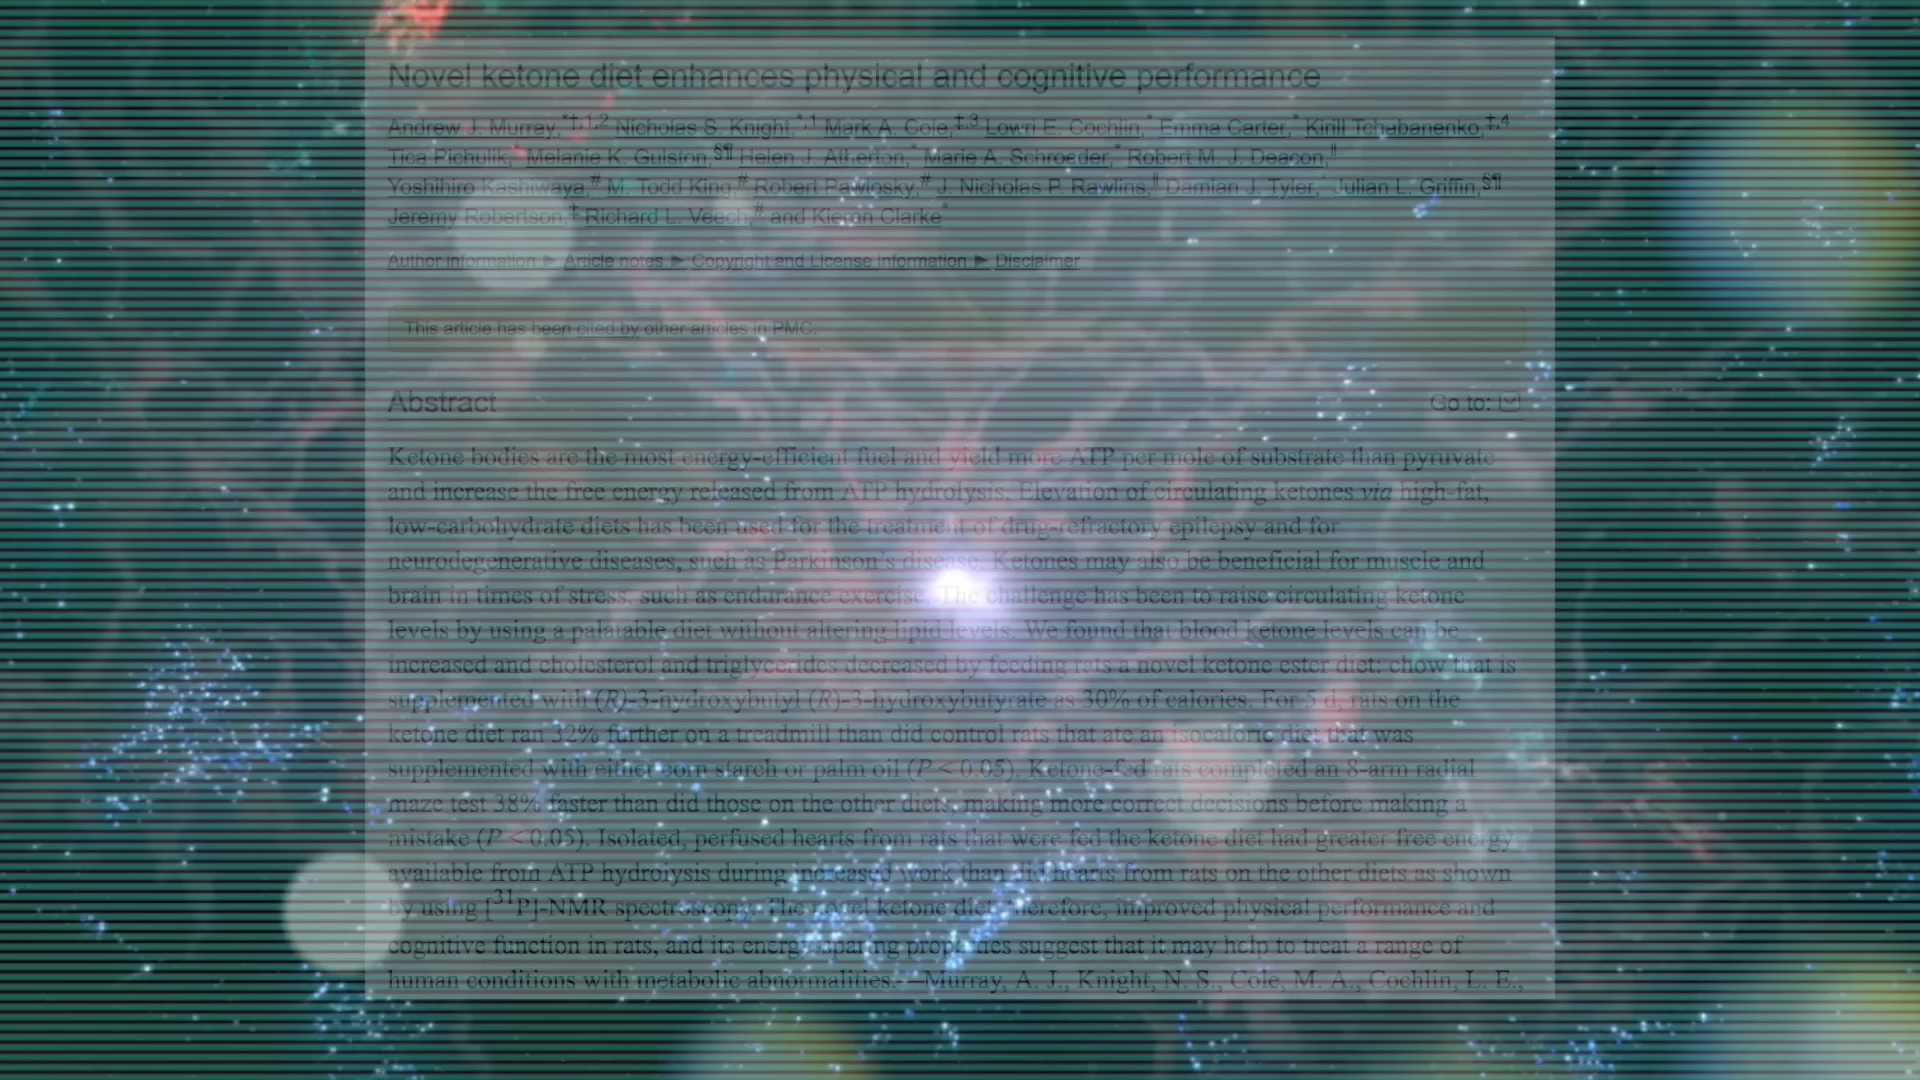 Novel ketone diet enhances physical and cognitive performance
Andrew J. Murray,*†,1,2 Nicholas S. Knight,*,1 Mark A. Cole,‡,3 Lowri E. Cochlin,* Emma Carter,* Kirill Tchabanenko,‡,4
Tica Pichulik,* Melanie K. Gulston,§¶ Helen J. Atherton,* Marie A. Schroeder,* Robert M. J. Deacon,‖
Yoshihiro Kashiwaya,# M. Todd King,# Robert Pawlosky,# J. Nicholas P. Rawlins,‖ Damian J. Tyler,* Julian L. Griffin,§¶
Jeremy Robertson,‡ Richard L. Veech,# and Kieran Clarke*
Author information ► Article notes ► Copyright and License information ► Disclaimer
This article has been cited by other articles in PMC.
Abstract
Go to:
Ketone bodies are the most energy-efficient fuel and yield more ATP per mole of substrate than pyruvate
and increase the free energy released from ATP hydrolysis. Elevation of circulating ketones via high-fat,
low-carbohydrate diets has been used for the treatment of drug-refractory epilepsy and for
neurodegenerative diseases, such as Parkinson's disease. Ketones may also be beneficial for muscle and
brain in times of stress, such as endurance exercise. The challenge has been to raise circulating ketone
levels by using a palatable diet without altering lipid levels. We found that blood ketone levels can be
increased and cholesterol and triglycerides decreased by feeding rats a novel ketone ester diet: chow that is
supplemented with (R)-3-hydroxybutyl (R)-3-hydroxybutyrate as 30% of calories. For 5 d, rats on the
ketone diet ran 32% further on a treadmill than did control rats that ate an isocaloric diet that was
supplemented with either corn starch or palm oil (P < 0.05). Ketone-fed rats completed an 8-arm radial
maze test 38% faster than did those on the other diets, making more correct decisions before making a
mistake (P < 0.05). Isolated, perfused hearts from rats that were fed the ketone diet had greater free energy
available from ATP hydrolysis during increased work than did hearts from rats on the other diets as shown
by using [31P]-NMR spectroscopy. The novel ketone diet, therefore, improved physical performance and
cognitive function in rats, and its energy-sparing properties suggest that it may help to treat a range of
human conditions with metabolic abnormalities.—Murray, A. J., Knight, N. S., Cole, M. A., Cochlin, L. E.,